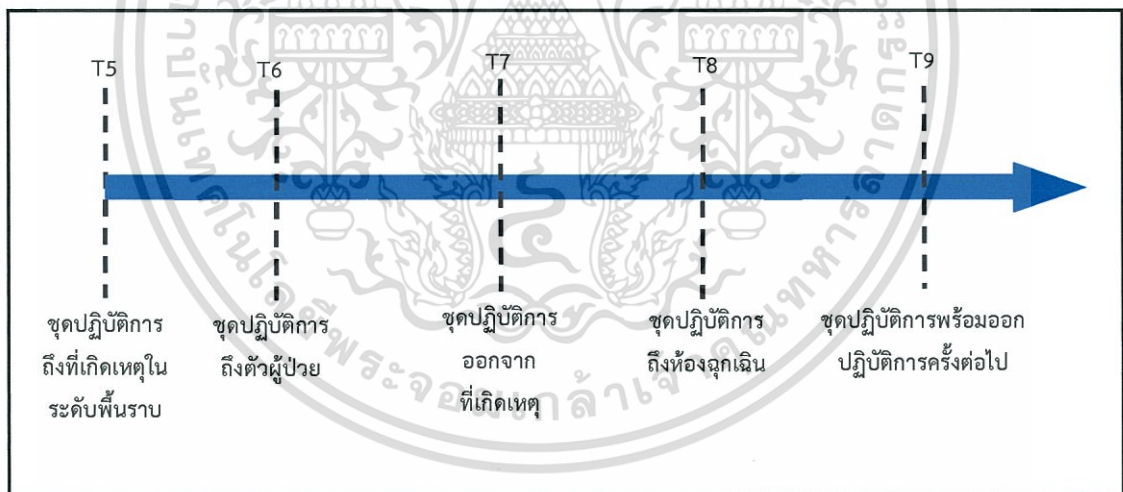 T5
T6
T7
T8
T9
ชุดปฏิบัติการ
ถึงที่เกิดเหตุใน
ระดับพื้นราบ
ชุดปฏิบัติการ
ถึงตัวผู้ป่วย
ชุดปฏิบัติการ
ออกจาก
ที่เกิดเหตุ
ชุดปฏิบัติการ
ถึงห้องฉุกเฉิน
ชุดปฏิบัติการพร้อมออก
ปฏิบัติการครั้งต่อไป